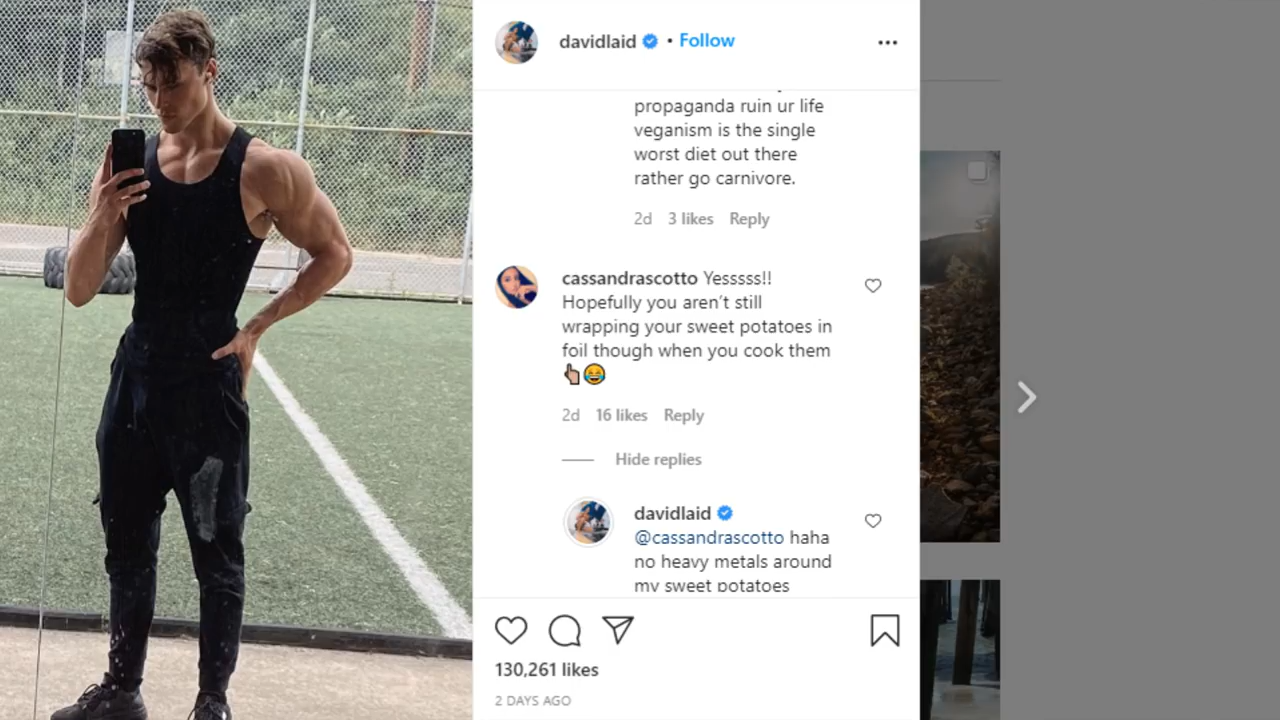 davidlaid • Follow
propaganda ruin ur life
veganism is the single
worst diet out there
rather go carnivore.
2d 3 likes Reply
cassandrascotto Yesssss!!
Hopefully you aren’t still
wrapping your sweet potatoes in
foil though when you cook them
👆🏼😂
2d 16 likes Reply
Hide replies
davidlaid
@cassandrascotto haha
no heavy metals around
my sweet potatoes
130,261 likes
2 DAYS AGO